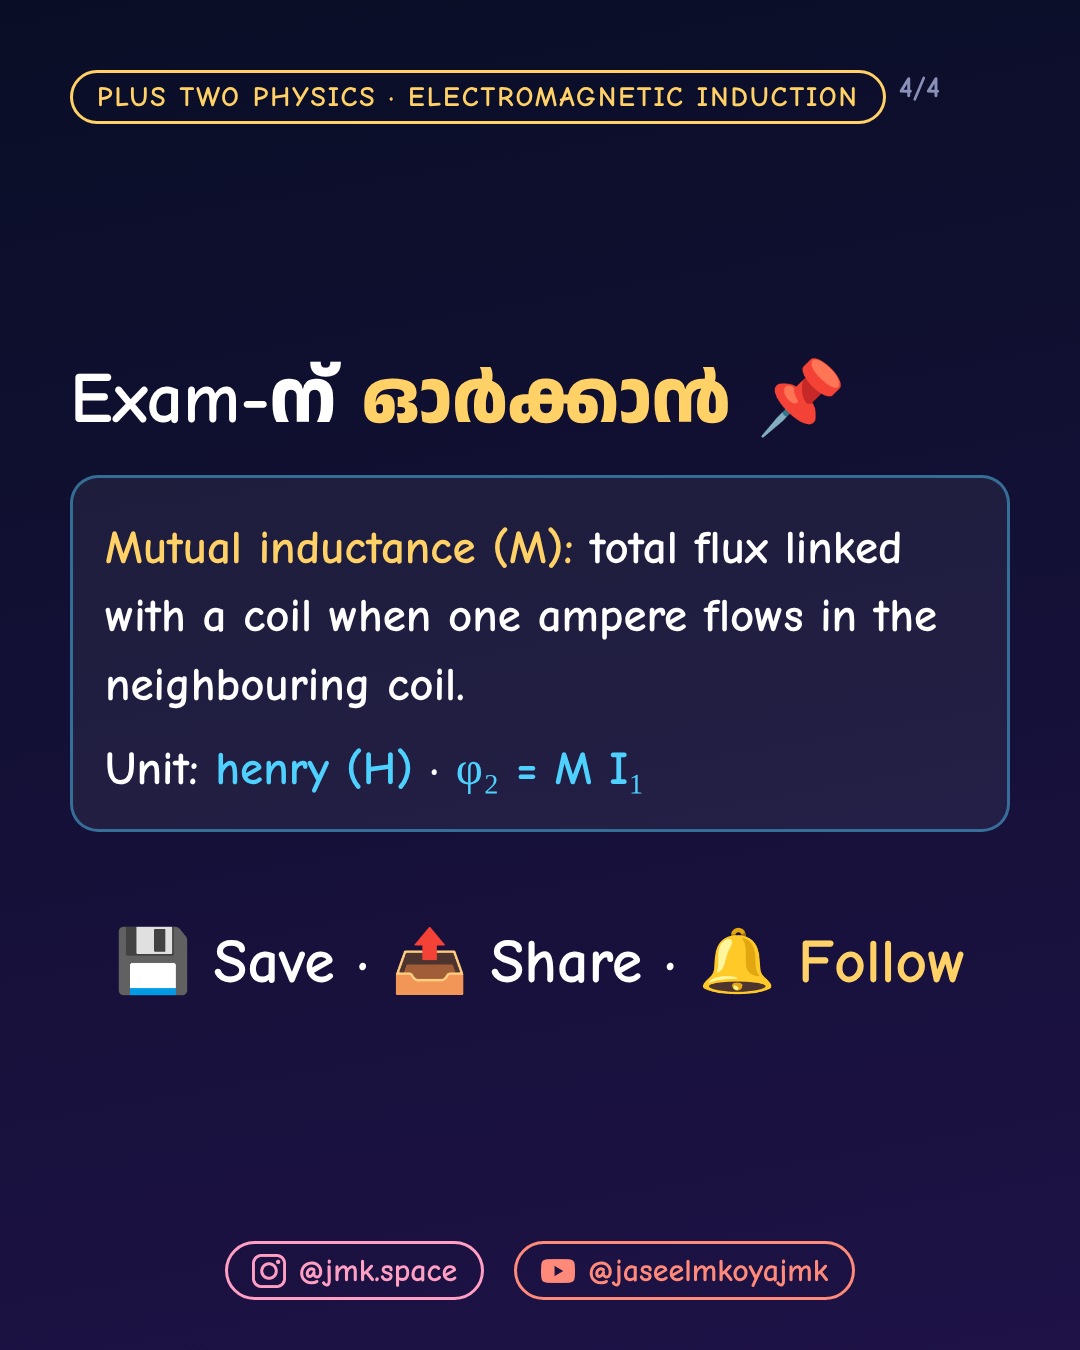 PLUS TWO PHYSICS · ELECTROMAGNETIC INDUCTION
4/4
Exam-ന് ഓർക്കാൻ 📌
Mutual inductance (M): total flux linked
with a coil when one ampere flows in the
neighbouring coil.
Unit: henry (H) · φ₂ = M I₁
💾 Save · 📤 Share · 🔔 Follow
@jmk.space
@jaseelmkoyajmk